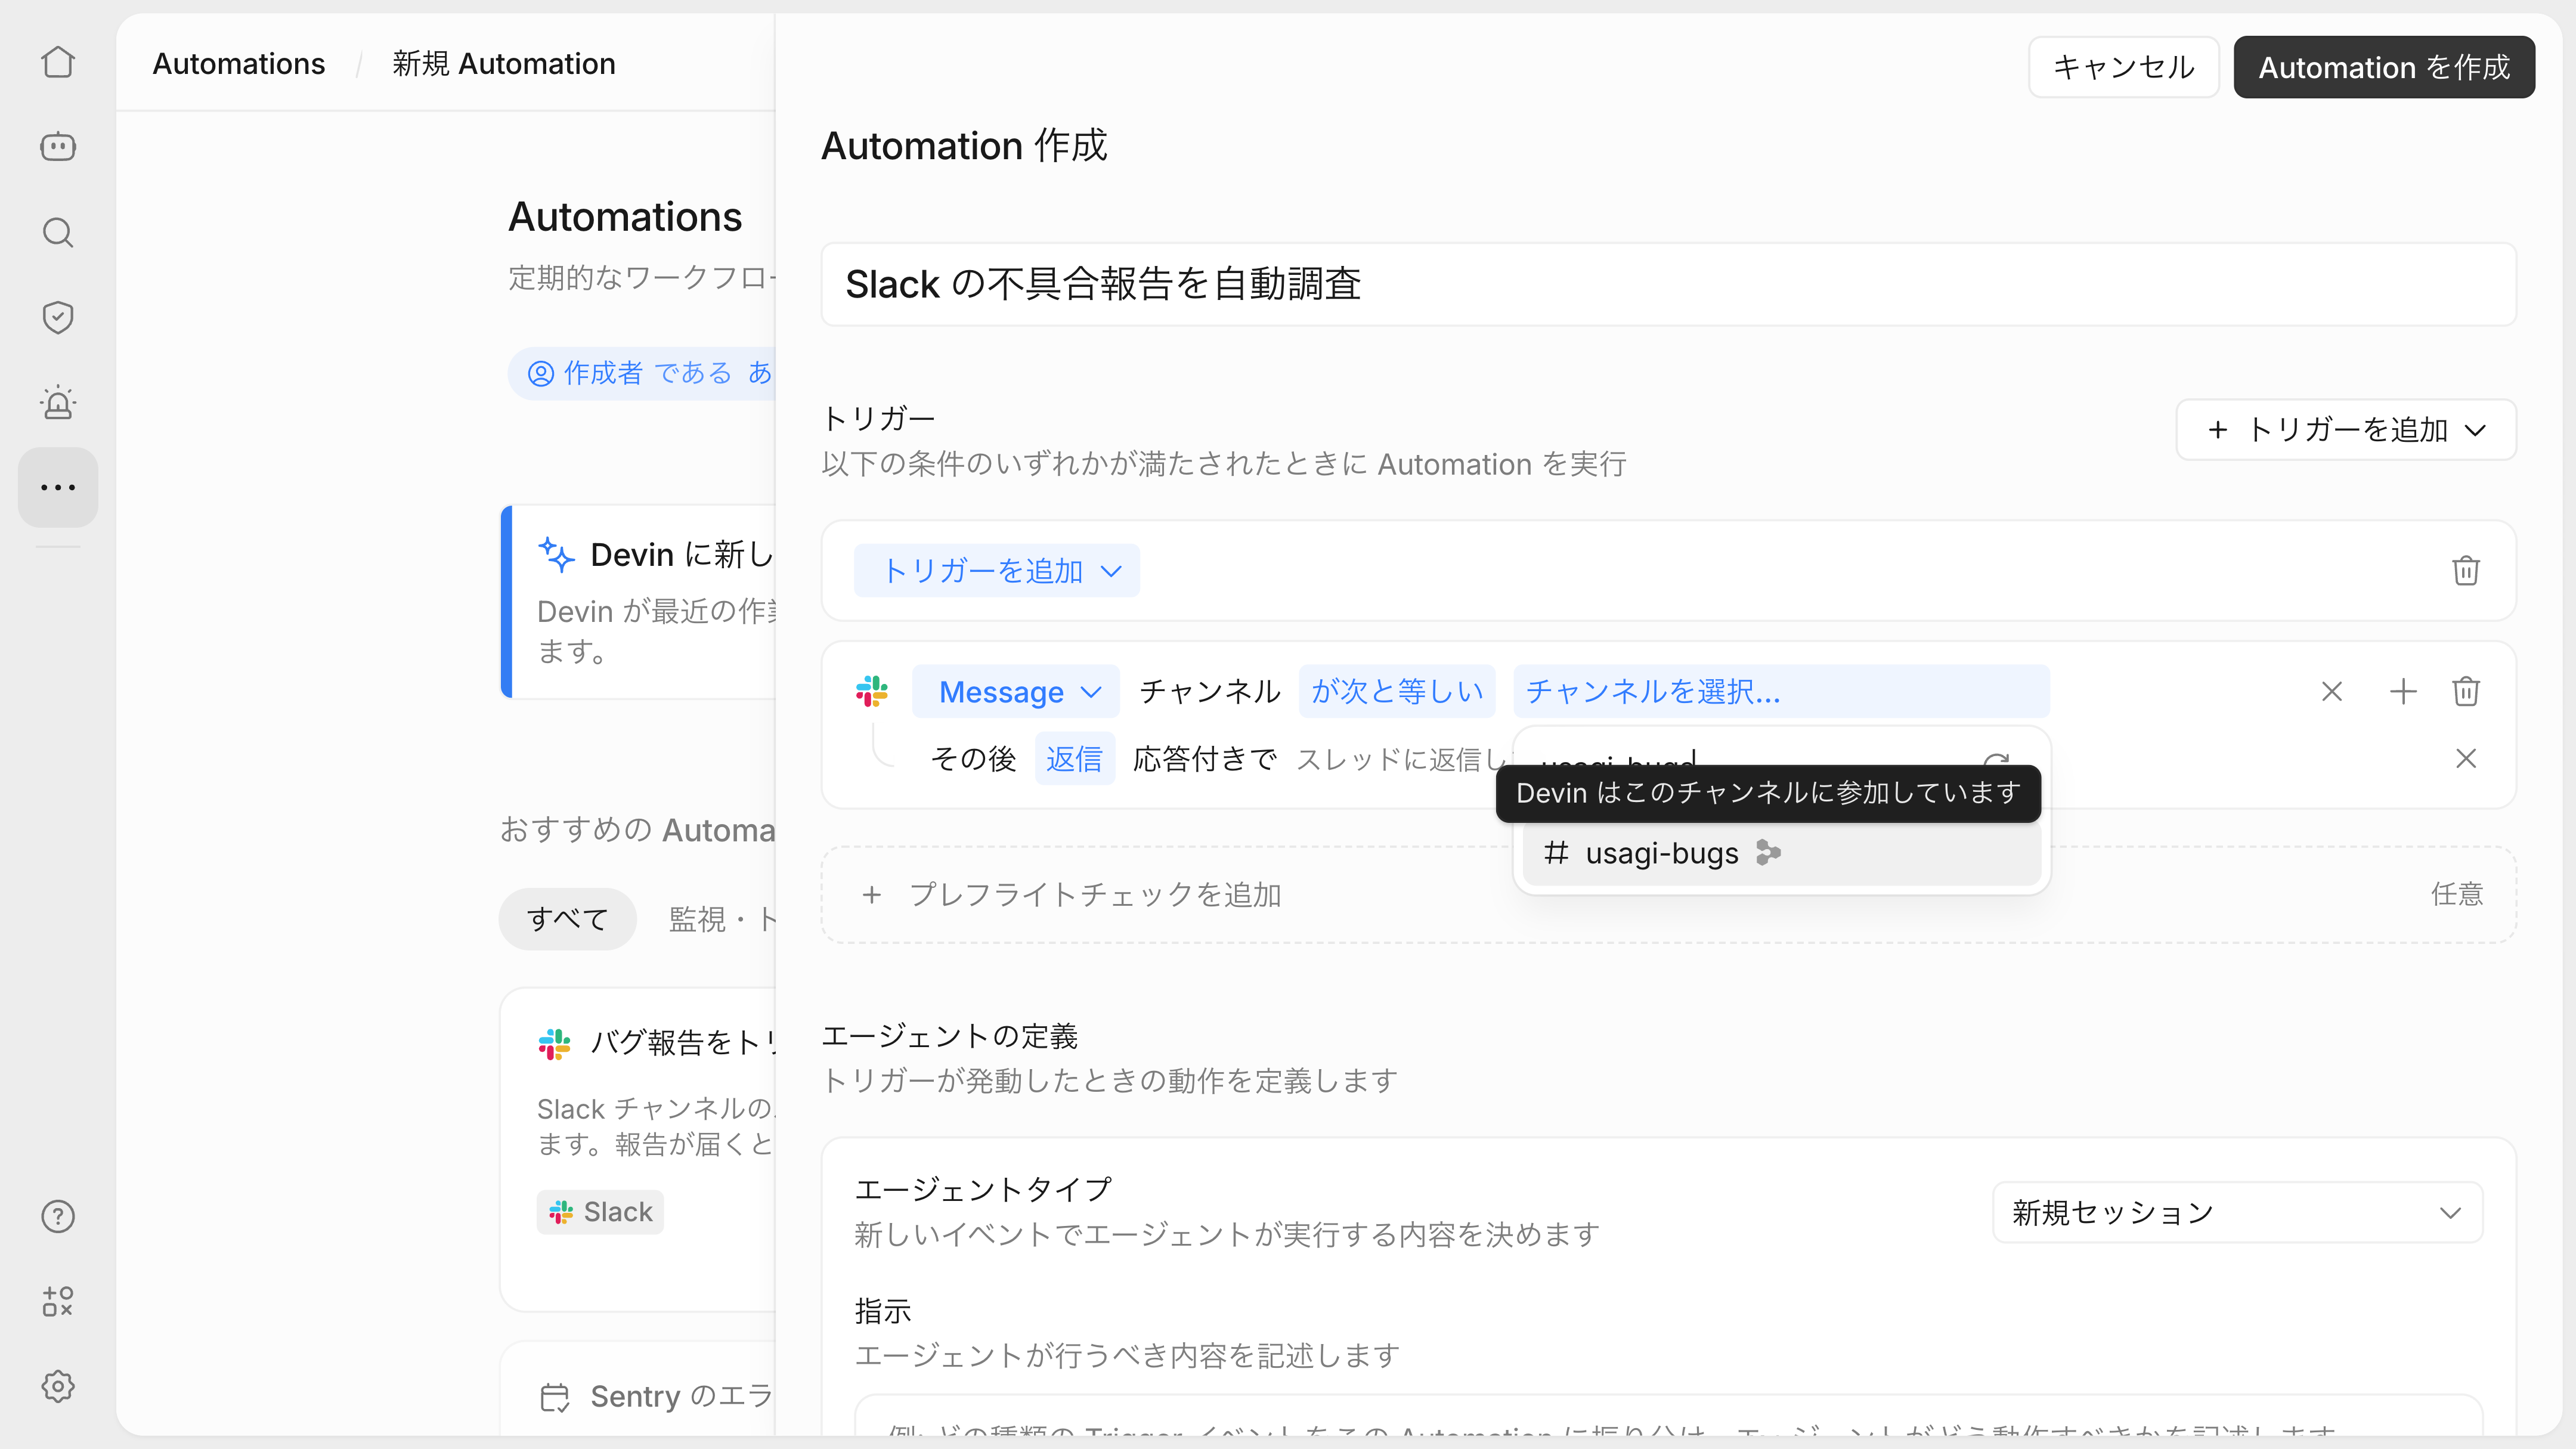 Automations / 新規 Automation
Automations
定期的なワークフロー
作成者 である あ
Devin に新し
Devin が最近の作業
ます。
おすすめの Automa
すべて 監視・ト
バグ報告をトリ
Slack チャンネルの
ます。報告が届くと
Slack
Sentry のエラ
キャンセル
Automation を作成
Automation 作成
Slack の不具合報告を自動調査
トリガー
以下の条件のいずれかが満たされたときに Automation を実行
トリガーを追加
トリガーを追加
Message チャンネル が次と等しい チャンネルを選択...
その後 返信 応答付きで スレッドに返信し
Devin はこのチャンネルに参加しています
# usagi-bugs
プレフライトチェックを追加 任意
エージェントの定義
トリガーが発動したときの動作を定義します
エージェントタイプ
新しいイベントでエージェントが実行する内容を決めます
新規セッション
指示
エージェントが行うべき内容を記述します